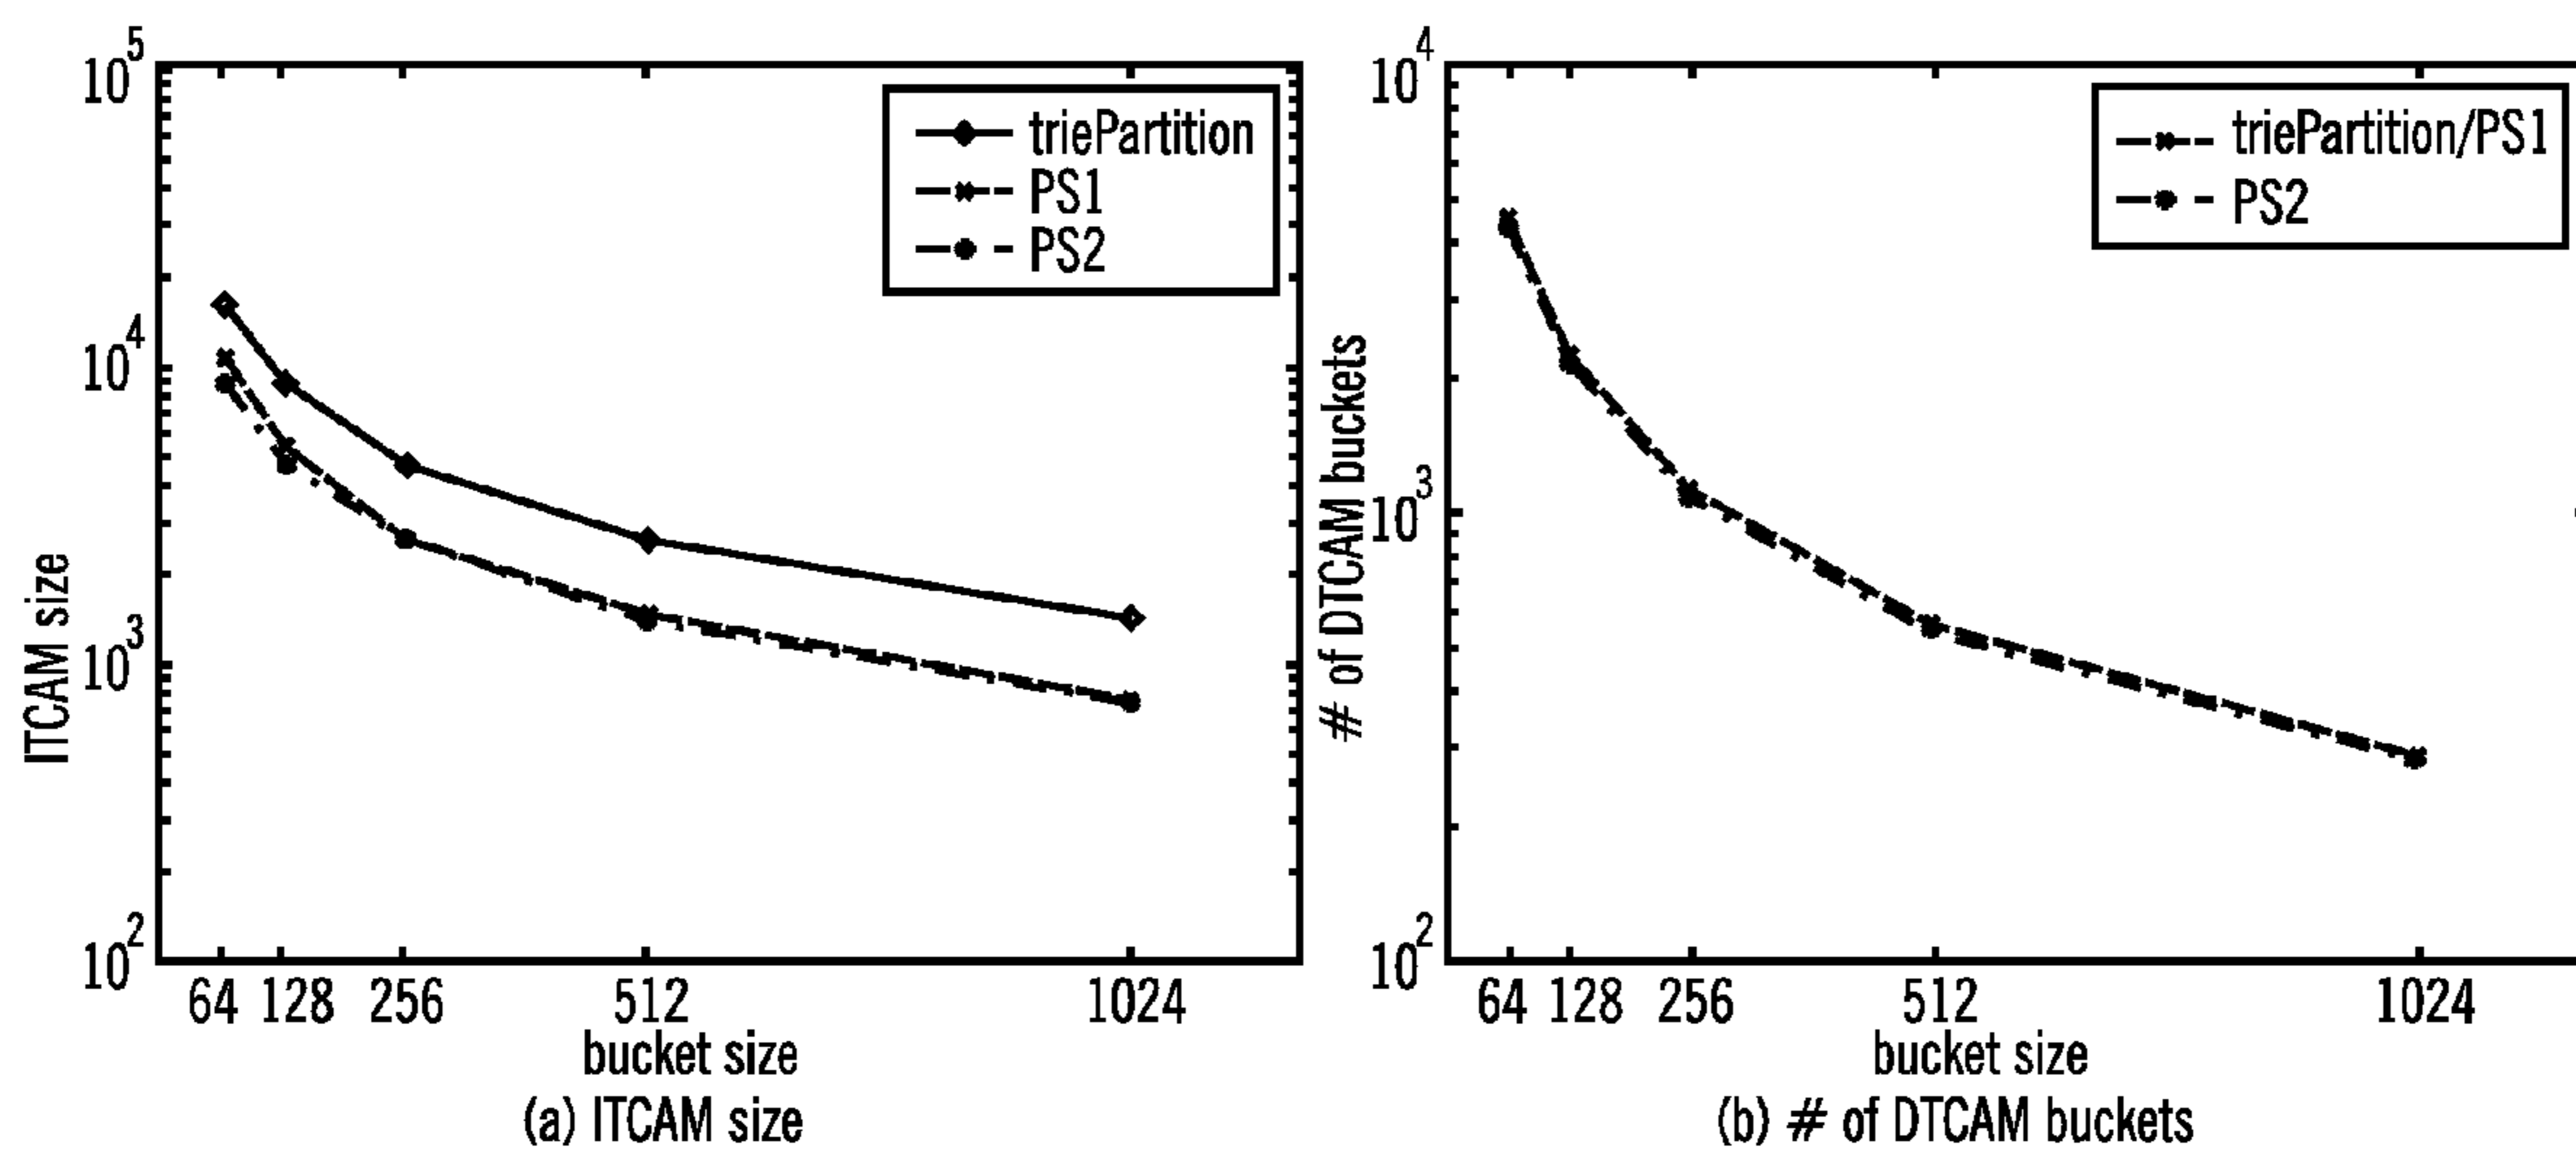 10^5
10^4
10^3
10^2
ITCAM size
triePartition
PS1
PS2
64 128 256 512 1024
bucket size
(a) ITCAM size
10^4
10^3
10^2
# of DTCAM buckets
triePartition/PS1
PS2
64 128 256 512 1024
bucket size
(b) # of DTCAM buckets